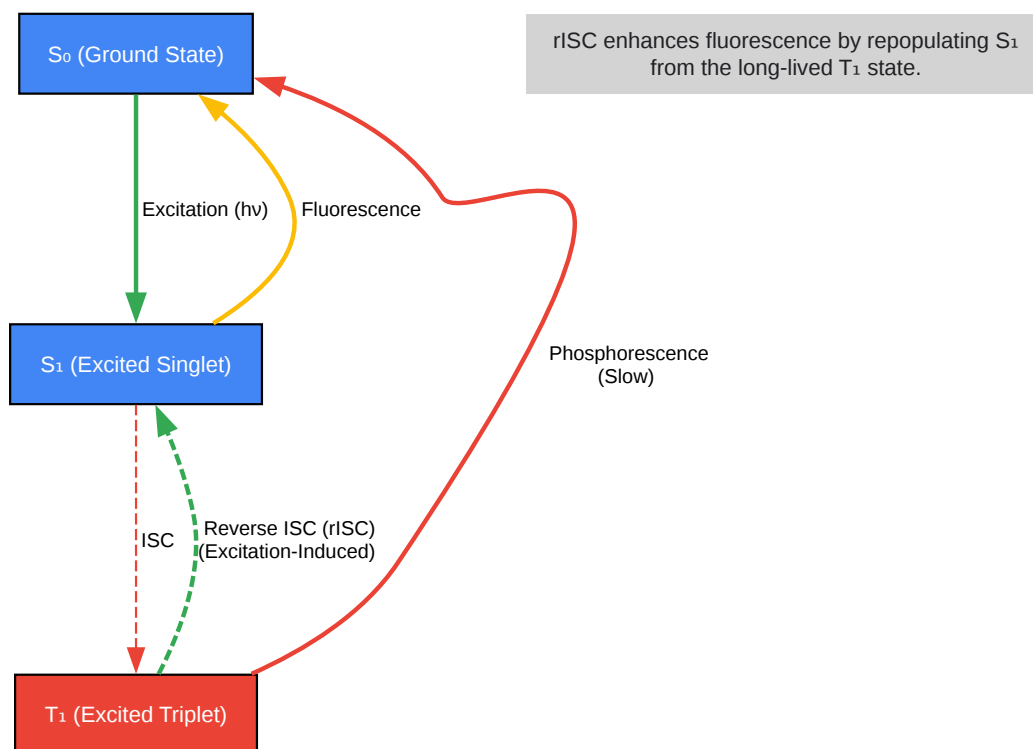 S₀ (Ground State)
rISC enhances fluorescence by repopulating S₁
from the long-lived T₁ state.
Excitation (hν)
Fluorescence
S₁ (Excited Singlet)
Phosphorescence
(Slow)
ISC
Reverse ISC (rISC)
(Excitation-Induced)
T₁ (Excited Triplet)